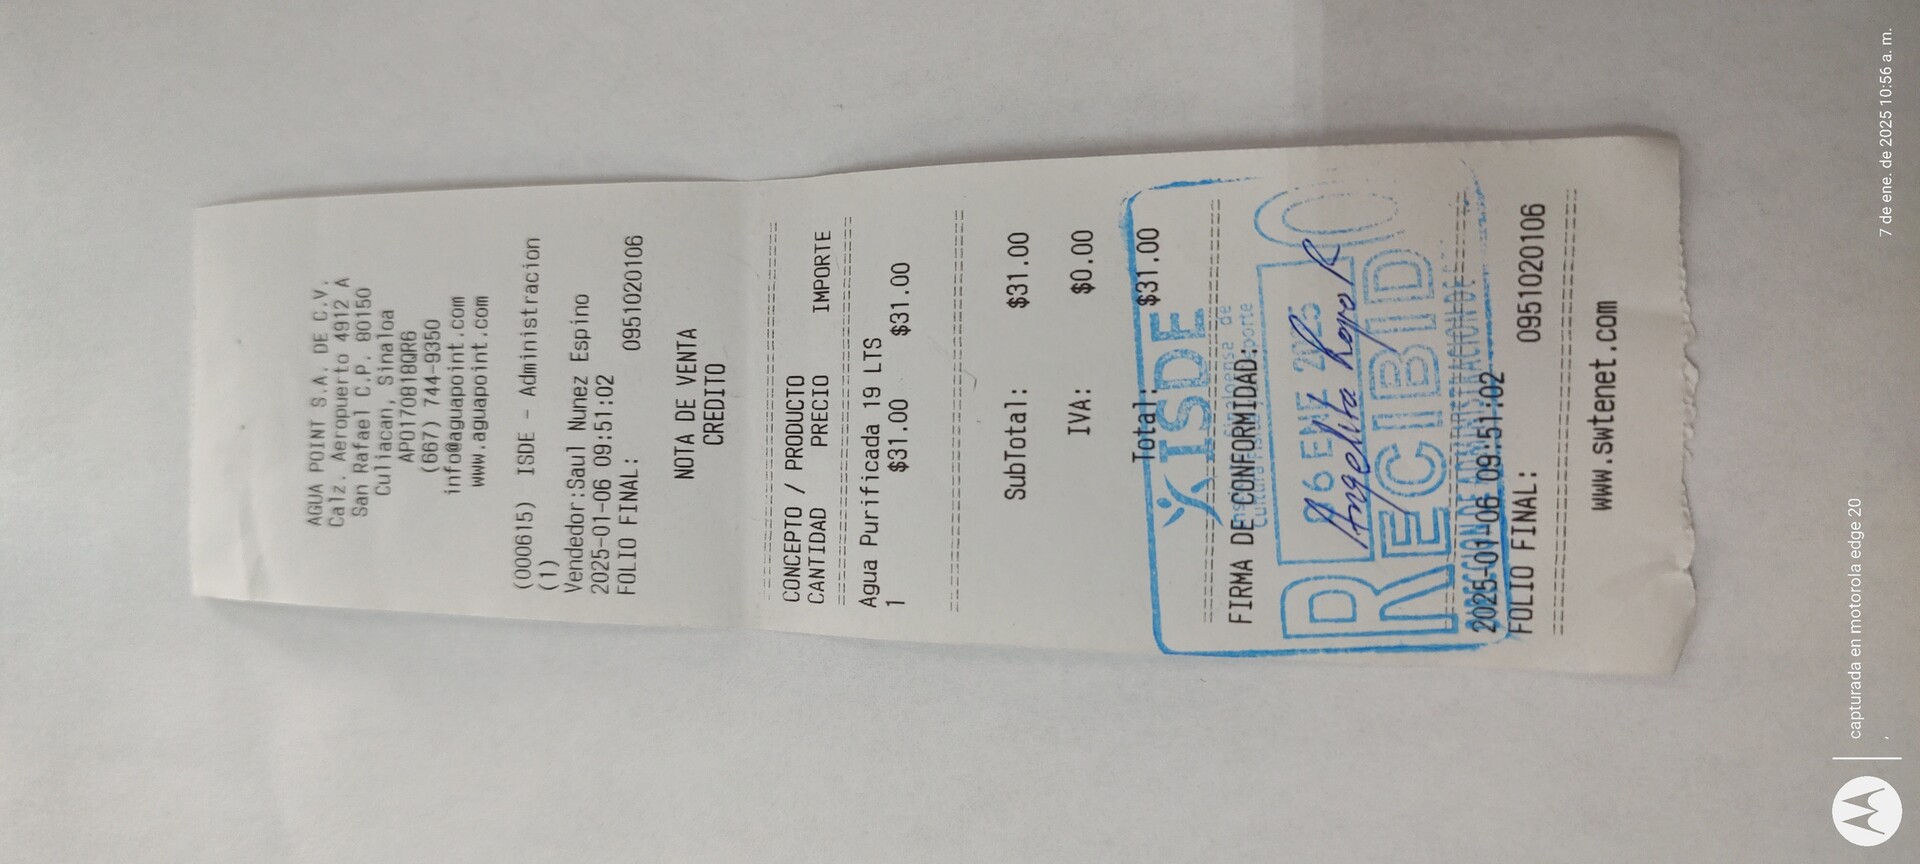 AGUA POINT S.A. DE C.V.
Calz. Aeropuerto 4912 A
San Rafael C.P. 80150
Culiacan, Sinaloa
APO170818QR6
(667) 744-9350
info@aguapoint.com
www.aguapoint.com
(000615) ISDE - Administracion
(1)
Vendedor:Saul Nunez Espino
2025-01-06 09:51:02
FOLIO FINAL: 0951020106
NOTA DE VENTA
CREDITO
CONCEPTO / PRODUCTO
CANTIDAD PRECIO IMPORTE
Agua Purificada 19 LTS
1 $31.00 $31.00
SubTotal: $31.00
IVA: $0.00
Total: $31.00
ISDE
Sinaloense de
FIRMA DE CONFORMIDAD:
06 ENE 2025
Angelita
RECIBIDO
2025-01-06 09:51:02
FOLIO FINAL: 0951020106
www.swtenet.com
capturada en motorola edge 20
7 de ene. de 2025 10:56 a. m.